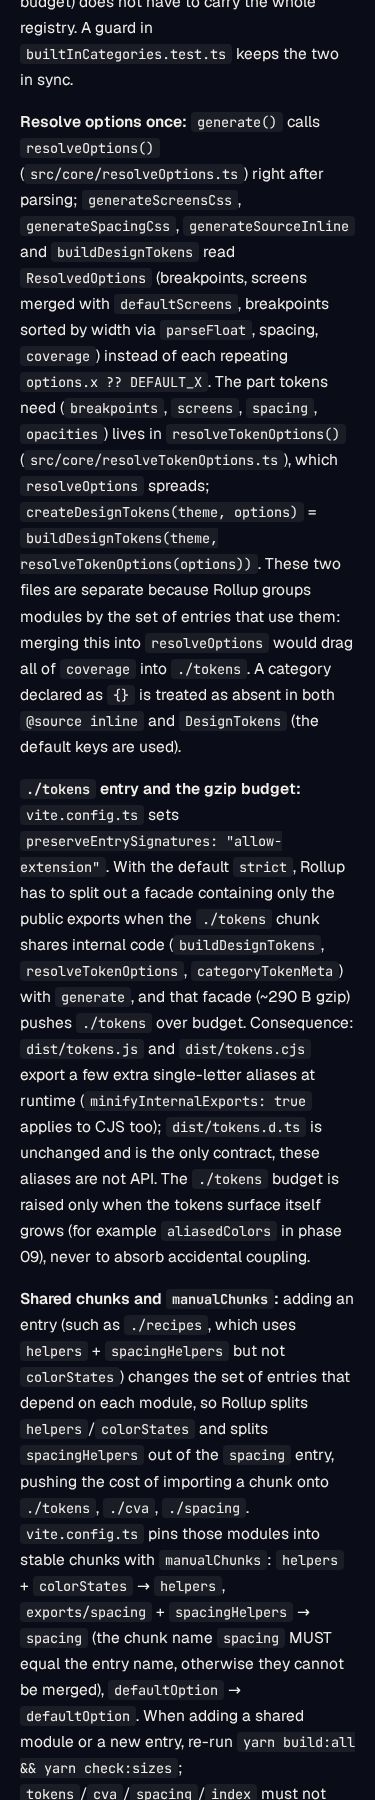 budget) does not have to carry the whole
registry. A guard in
builtInCategories.test.ts keeps the two
in sync.
Resolve options once: generate() calls
resolveOptions()
(src/core/resolveOptions.ts) right after
parsing; generateScreensCss,
generateSpacingCss, generateSourceInline
and buildDesignTokens read
ResolvedOptions (breakpoints, screens
merged with defaultScreens, breakpoints
sorted by width via parseFloat, spacing,
coverage) instead of each repeating
options.x ?? DEFAULT_X. The part tokens
need (breakpoints, screens, spacing,
opacities) lives in resolveTokenOptions()
(src/core/resolveTokenOptions.ts), which
resolveOptions spreads;
createDesignTokens(theme, options) =
buildDesignTokens(theme,
resolveTokenOptions(options)). These two
files are separate because Rollup groups
modules by the set of entries that use them:
merging this into resolveOptions would drag
all of coverage into ./tokens. A category
declared as {} is treated as absent in both
@source inline and DesignTokens (the
default keys are used).
./tokens entry and the gzip budget:
vite.config.ts sets
preserveEntrySignatures: "allow-
extension". With the default strict, Rollup
has to split out a facade containing only the
public exports when the ./tokens chunk
shares internal code (buildDesignTokens,
resolveTokenOptions, categoryTokenMeta)
with generate, and that facade (~290 B gzip)
pushes ./tokens over budget. Consequence:
dist/tokens.js and dist/tokens.cjs
export a few extra single-letter aliases at
runtime (minifyInternalExports: true
applies to CJS too); dist/tokens.d.ts is
unchanged and is the only contract, these
aliases are not API. The ./tokens budget is
raised only when the tokens surface itself
grows (for example aliasedColors in phase
09), never to absorb accidental coupling.
Shared chunks and manualChunks: adding an
entry (such as ./recipes, which uses
helpers + spacingHelpers but not
colorStates) changes the set of entries that
depend on each module, so Rollup splits
helpers/colorStates and splits
spacingHelpers out of the spacing entry,
pushing the cost of importing a chunk onto
./tokens, ./cva, ./spacing.
vite.config.ts pins those modules into
stable chunks with manualChunks: helpers
+ colorStates → helpers,
exports/spacing + spacingHelpers →
spacing (the chunk name spacing MUST
equal the entry name, otherwise they cannot
be merged), defaultOption →
defaultOption. When adding a shared
module or a new entry, re-run yarn build:all
&& yarn check:sizes;
tokens/cva/spacing/index must not